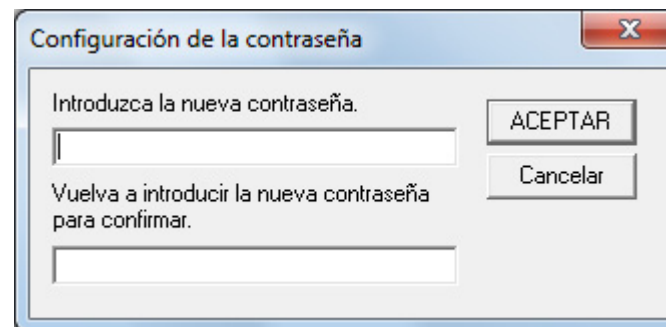 Configuración de la contraseña
Introduzca la nueva contraseña.
ACEPTAR
Cancelar
Vuelva a introducir la nueva contraseña
para confirmar.